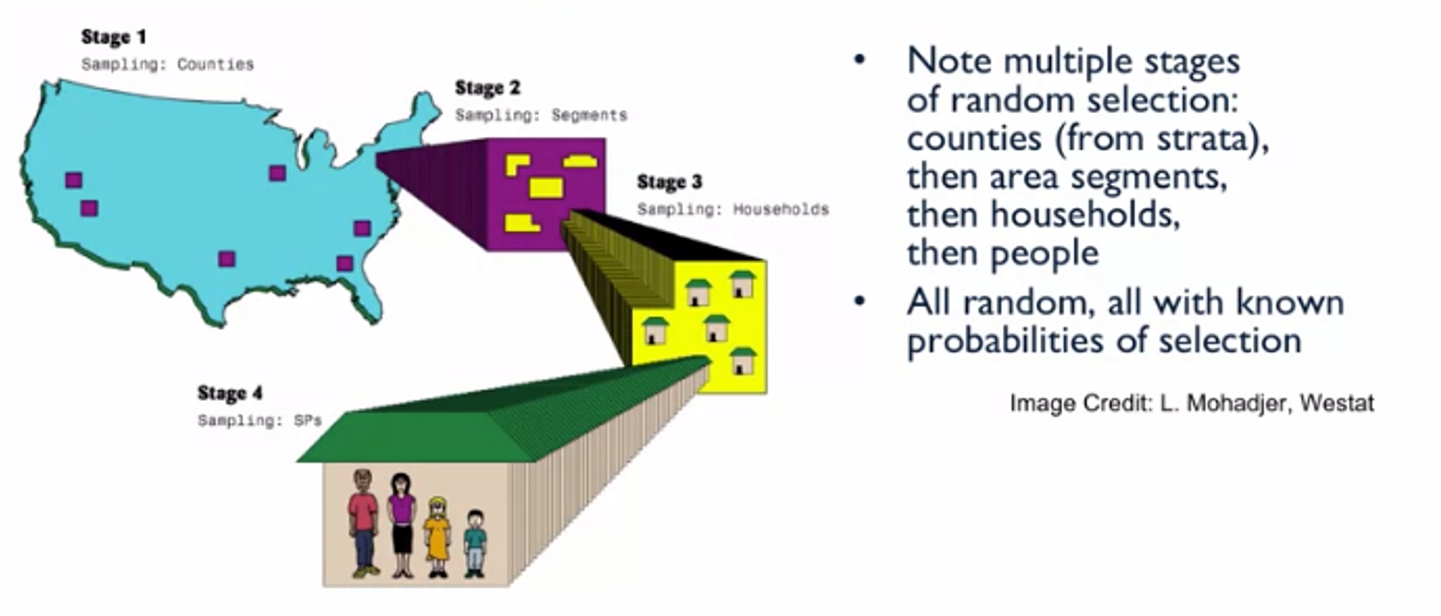 Stage 1
Sampling: Counties
Stage 2
Sampling: Segments
Stage 3
Sampling: Households
Stage 4
Sampling: SPs
• Note multiple stages
of random selection:
counties (from strata),
then area segments,
then households,
then people
• All random, all with known
probabilities of selection
Image Credit: L. Mohadjer, Westat